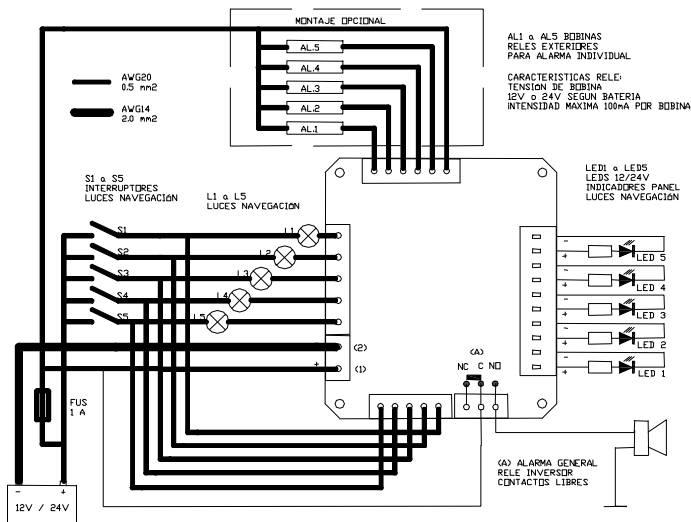 MONTAJE OPCIONAL
AL.5
AL.4
AL.3
AL.2
AL.1
AL1 a AL5 BOBINAS
RELES EXTERIORES
PARA ALARMA INDIVIDUAL
CARACTERISTICAS RELE:
TENSIÓN DE BOBINA
12V o 24V SEGUN BATERIA
INTENSIDAD MAXIMA 100mA POR BOBINA
AWG20
0.5 mm2
AWG14
2.0 mm2
S1 a S5
INTERRUPTORES
LUCES NAVEGACIóN
L1 a L5
LUCES NAVEGACIóN
LED1 a LED5
LEDS 12/24V
INDICADORES PANEL
LUCES NAVEGACIóN
S1
S2
S3
S4
S5
L1
L2
L3
L4
L5
(2)
+ (1)
- + LED 5
- + LED 4
- + LED 3
- + LED 2
- + LED 1
(A)
NC C NO
FUS
1 A
(A) ALARMA GENERAL
RELE INVERSOR
CONTACTOS LIBRES
- +
12V / 24V